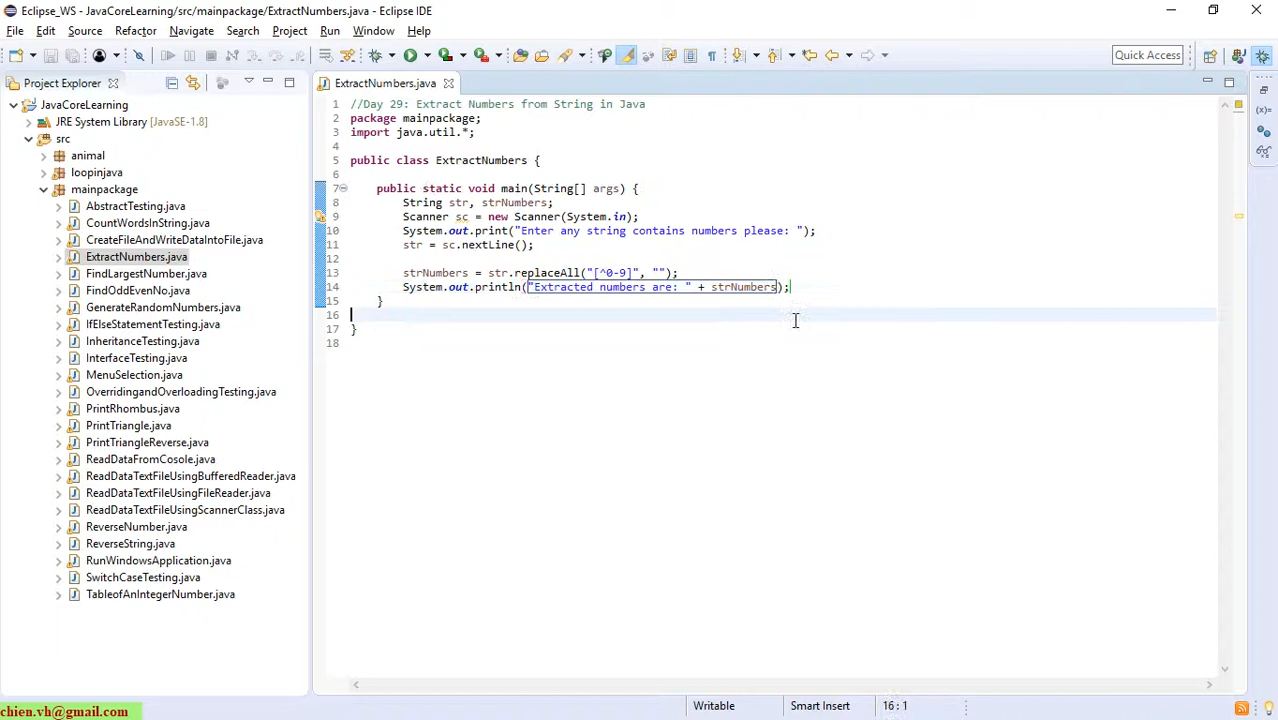 Eclipse_WS - JavaCoreLearning/src/mainpackage/ExtractNumbers.java - Eclipse IDE
File Edit Source Refactor Navigate Search Project Run Window Help
Quick Access
Project Explorer
ExtractNumbers.java
JavaCoreLearning
JRE System Library [JavaSE-1.8]
src
animal
loopinjava
mainpackage
AbstractTesting.java
CountWordsInString.java
CreateFileAndWriteDataIntoFile.java
ExtractNumbers.java
FindLargestNumber.java
FindOddEvenNo.java
GenerateRandomNumbers.java
IfElseStatementTesting.java
InheritanceTesting.java
InterfaceTesting.java
MenuSelection.java
OverridingandOverloadingTesting.java
PrintRhombus.java
PrintTriangle.java
PrintTriangleReverse.java
ReadDataFromCosole.java
ReadDataTextFileUsingBufferedReader.java
ReadDataTextFileUsingFileReader.java
ReadDataTextFileUsingScannerClass.java
ReverseNumber.java
ReverseString.java
RunWindowsApplication.java
SwitchCaseTesting.java
TableofAnIntegerNumber.java
1 //Day 29: Extract Numbers from String in Java
2 package mainpackage;
3 import java.util.*;
4
5 public class ExtractNumbers {
6
7 public static void main(String[] args) {
8 String str, strNumbers;
9 Scanner sc = new Scanner(System.in);
10 System.out.print("Enter any string contains numbers please: ");
11 str = sc.nextLine();
12
13 strNumbers = str.replaceAll("[^0-9]", "");
14 System.out.println("Extracted numbers are: " + strNumbers);
15 }
16
17 }
18
chien.vh@gmail.com
Writable
Smart Insert
16 : 1